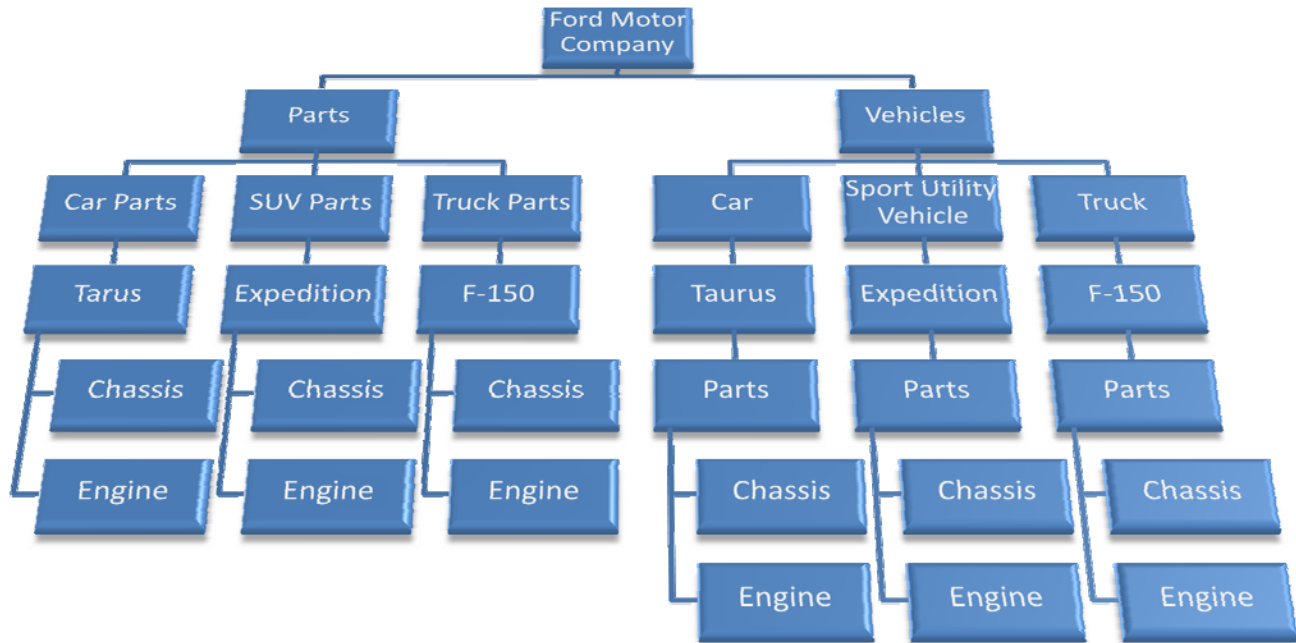 Ford Motor
Company
Parts
Vehicles
Car Parts
SUV Parts
Truck Parts
Car
Sport Utility
Vehicle
Truck
Tarus
Expedition
F-150
Taurus
Expedition
F-150
Chassis
Chassis
Chassis
Parts
Parts
Parts
Engine
Engine
Engine
Chassis
Chassis
Chassis
Engine
Engine
Engine